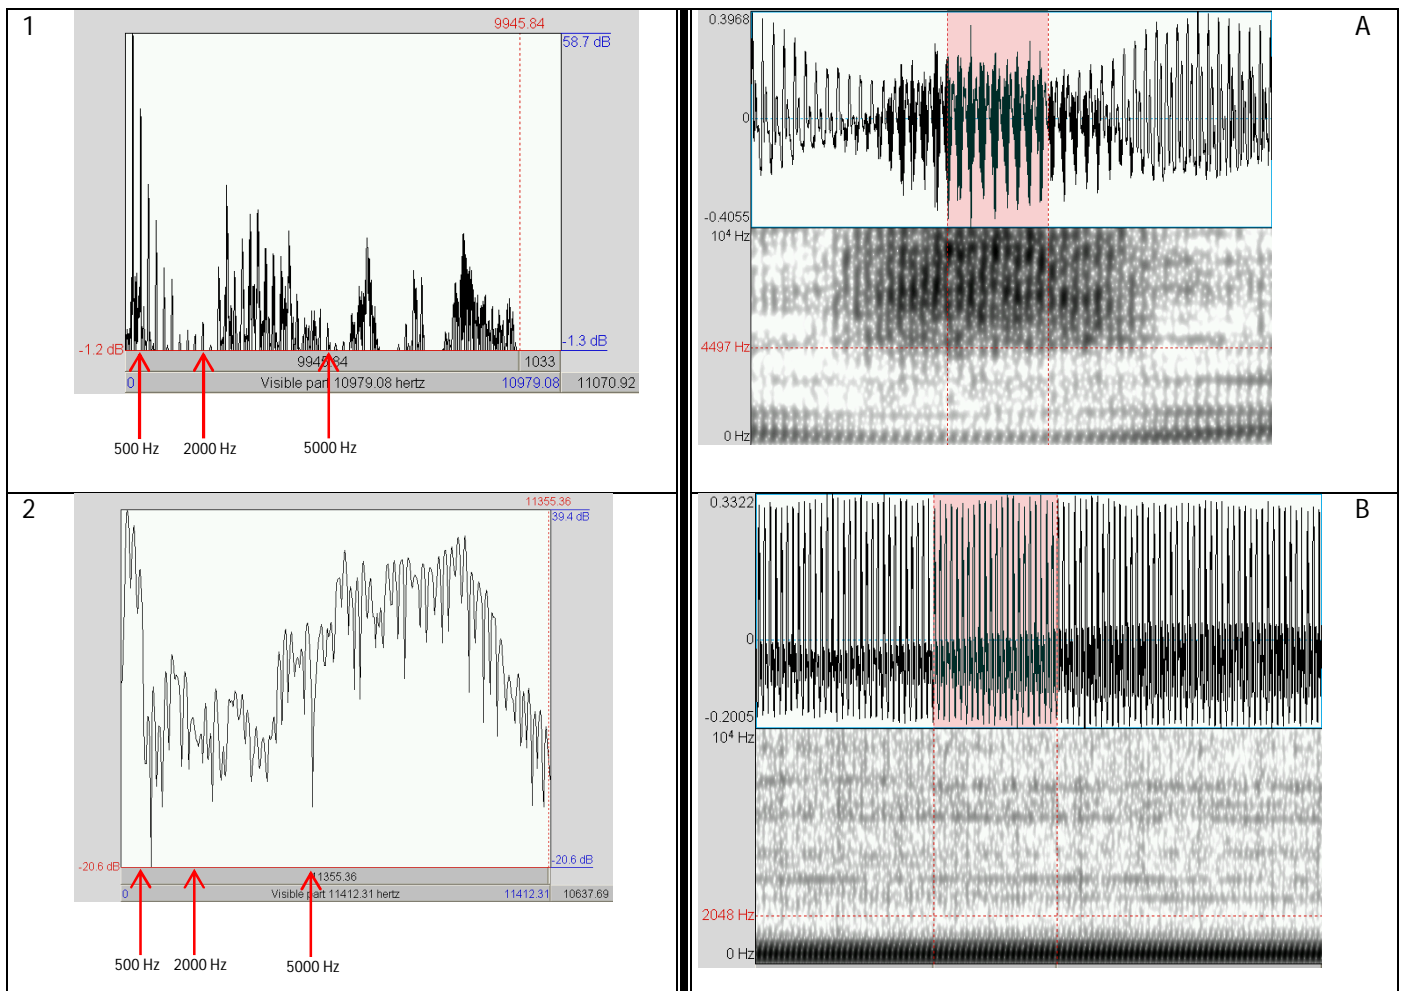 1
9945.84
58.7 dB
-1.2 dB
-1.3 dB
9945.84 1033
0 Visible part 10979.08 hertz 10979.08 11070.92
500 Hz 2000 Hz 5000 Hz
A
0.3968
0
-0.4055
10⁴ Hz
4497 Hz
0 Hz
2
11355.36
39.4 dB
-20.6 dB
-20.6 dB
11355.36
0 Visible part 11412.31 hertz 11412.31 10637.69
500 Hz 2000 Hz 5000 Hz
B
0.3322
0
-0.2005
10⁴ Hz
2048 Hz
0 Hz